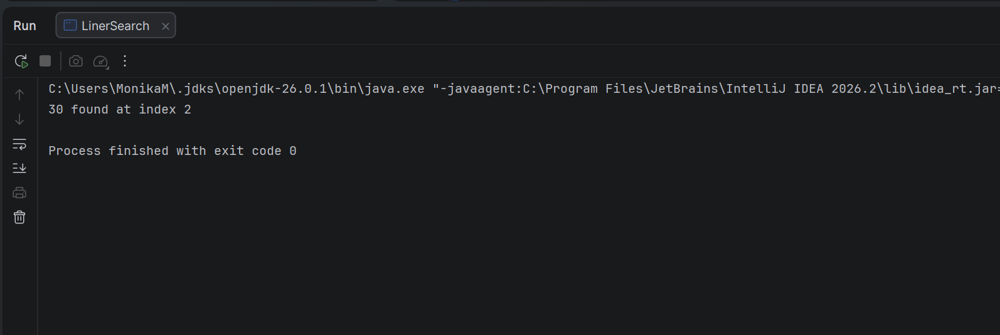 Run LinerSearch
C:\Users\MonikaM\.jdks\openjdk-26.0.1\bin\java.exe "-javaagent:C:\Program Files\JetBrains\IntelliJ IDEA 2026.2\lib\idea_rt.jar=
30 found at index 2
Process finished with exit code 0